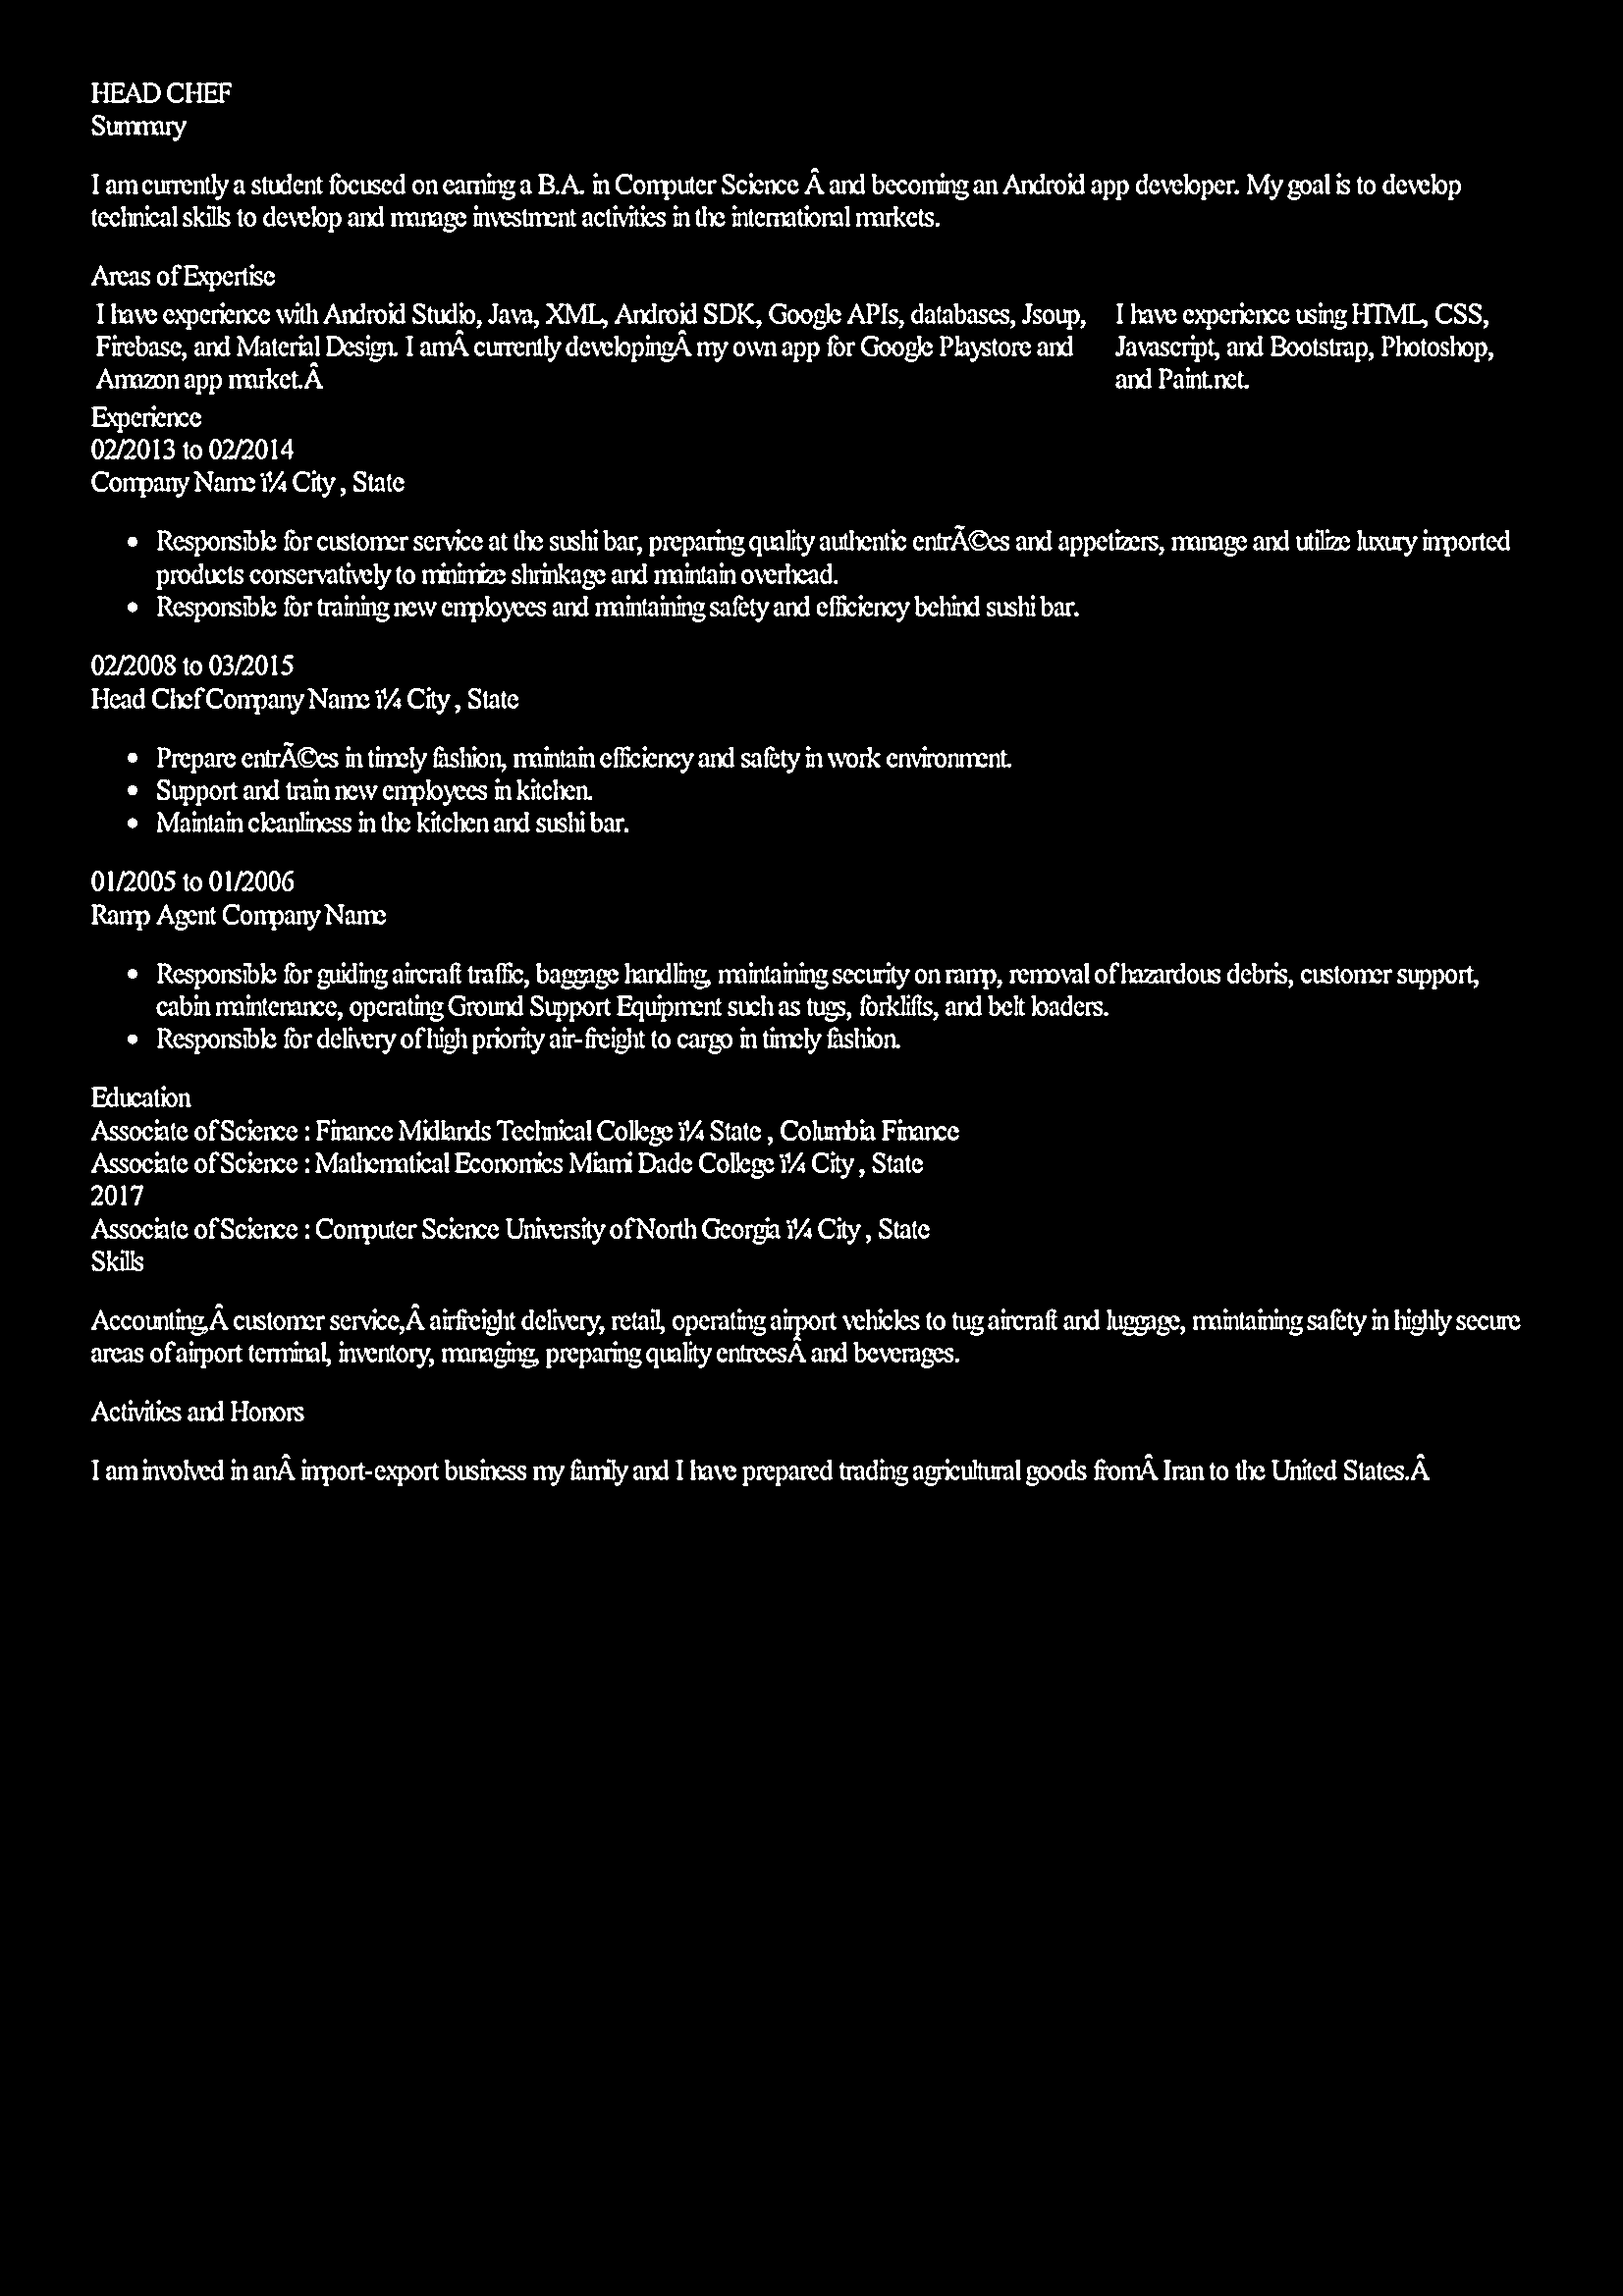 HEAD CHEF
Summary
I am currently a student focused on earning a B.A. in Computer Science Â and becoming an Android app developer. My goal is to develop
technical skills to develop and manage investment activities in the international markets.
Areas of Expertise
I have experience with Android Studio, Java, XML, Android SDK, Google APIs, databases, Jsoup,
Firebase, and Material Design. I amÂ currently developingÂ my own app for Google Playstore and
Amazon app market.Â
I have experience using HTML, CSS,
Javascript, and Bootstrap, Photoshop,
and Paint.net.
Experience
02/2013 to 02/2014
Company Name ï¼ City , State
• Responsible for customer service at the sushi bar, preparing quality authentic entrÃ©es and appetizers, manage and utilize luxury imported
products conservatively to minimize shrinkage and maintain overhead.
• Responsible for training new employees and maintaining safety and efficiency behind sushi bar.
02/2008 to 03/2015
Head Chef Company Name ï¼ City , State
• Prepare entrÃ©es in timely fashion, maintain efficiency and safety in work environment.
• Support and train new employees in kitchen.
• Maintain cleanliness in the kitchen and sushi bar.
01/2005 to 01/2006
Ramp Agent Company Name
• Responsible for guiding aircraft traffic, baggage handling, maintaining security on ramp, removal of hazardous debris, customer support,
cabin maintenance, operating Ground Support Equipment such as tugs, forklifts, and belt loaders.
• Responsible for delivery of high priority air-freight to cargo in timely fashion.
Education
Associate of Science : Finance Midlands Technical College ï¼ State , Columbia Finance
Associate of Science : Mathematical Economics Miami Dade College ï¼ City , State
2017
Associate of Science : Computer Science University of North Georgia ï¼ City , State
Skills
Accounting,Â customer service,Â airfreight delivery, retail, operating airport vehicles to tug aircraft and luggage, maintaining safety in highly secure
areas of airport terminal, inventory, managing, preparing quality entreesÂ and beverages.
Activities and Honors
I am involved in anÂ import-export business my family and I have prepared trading agricultural goods fromÂ Iran to the United States.Â